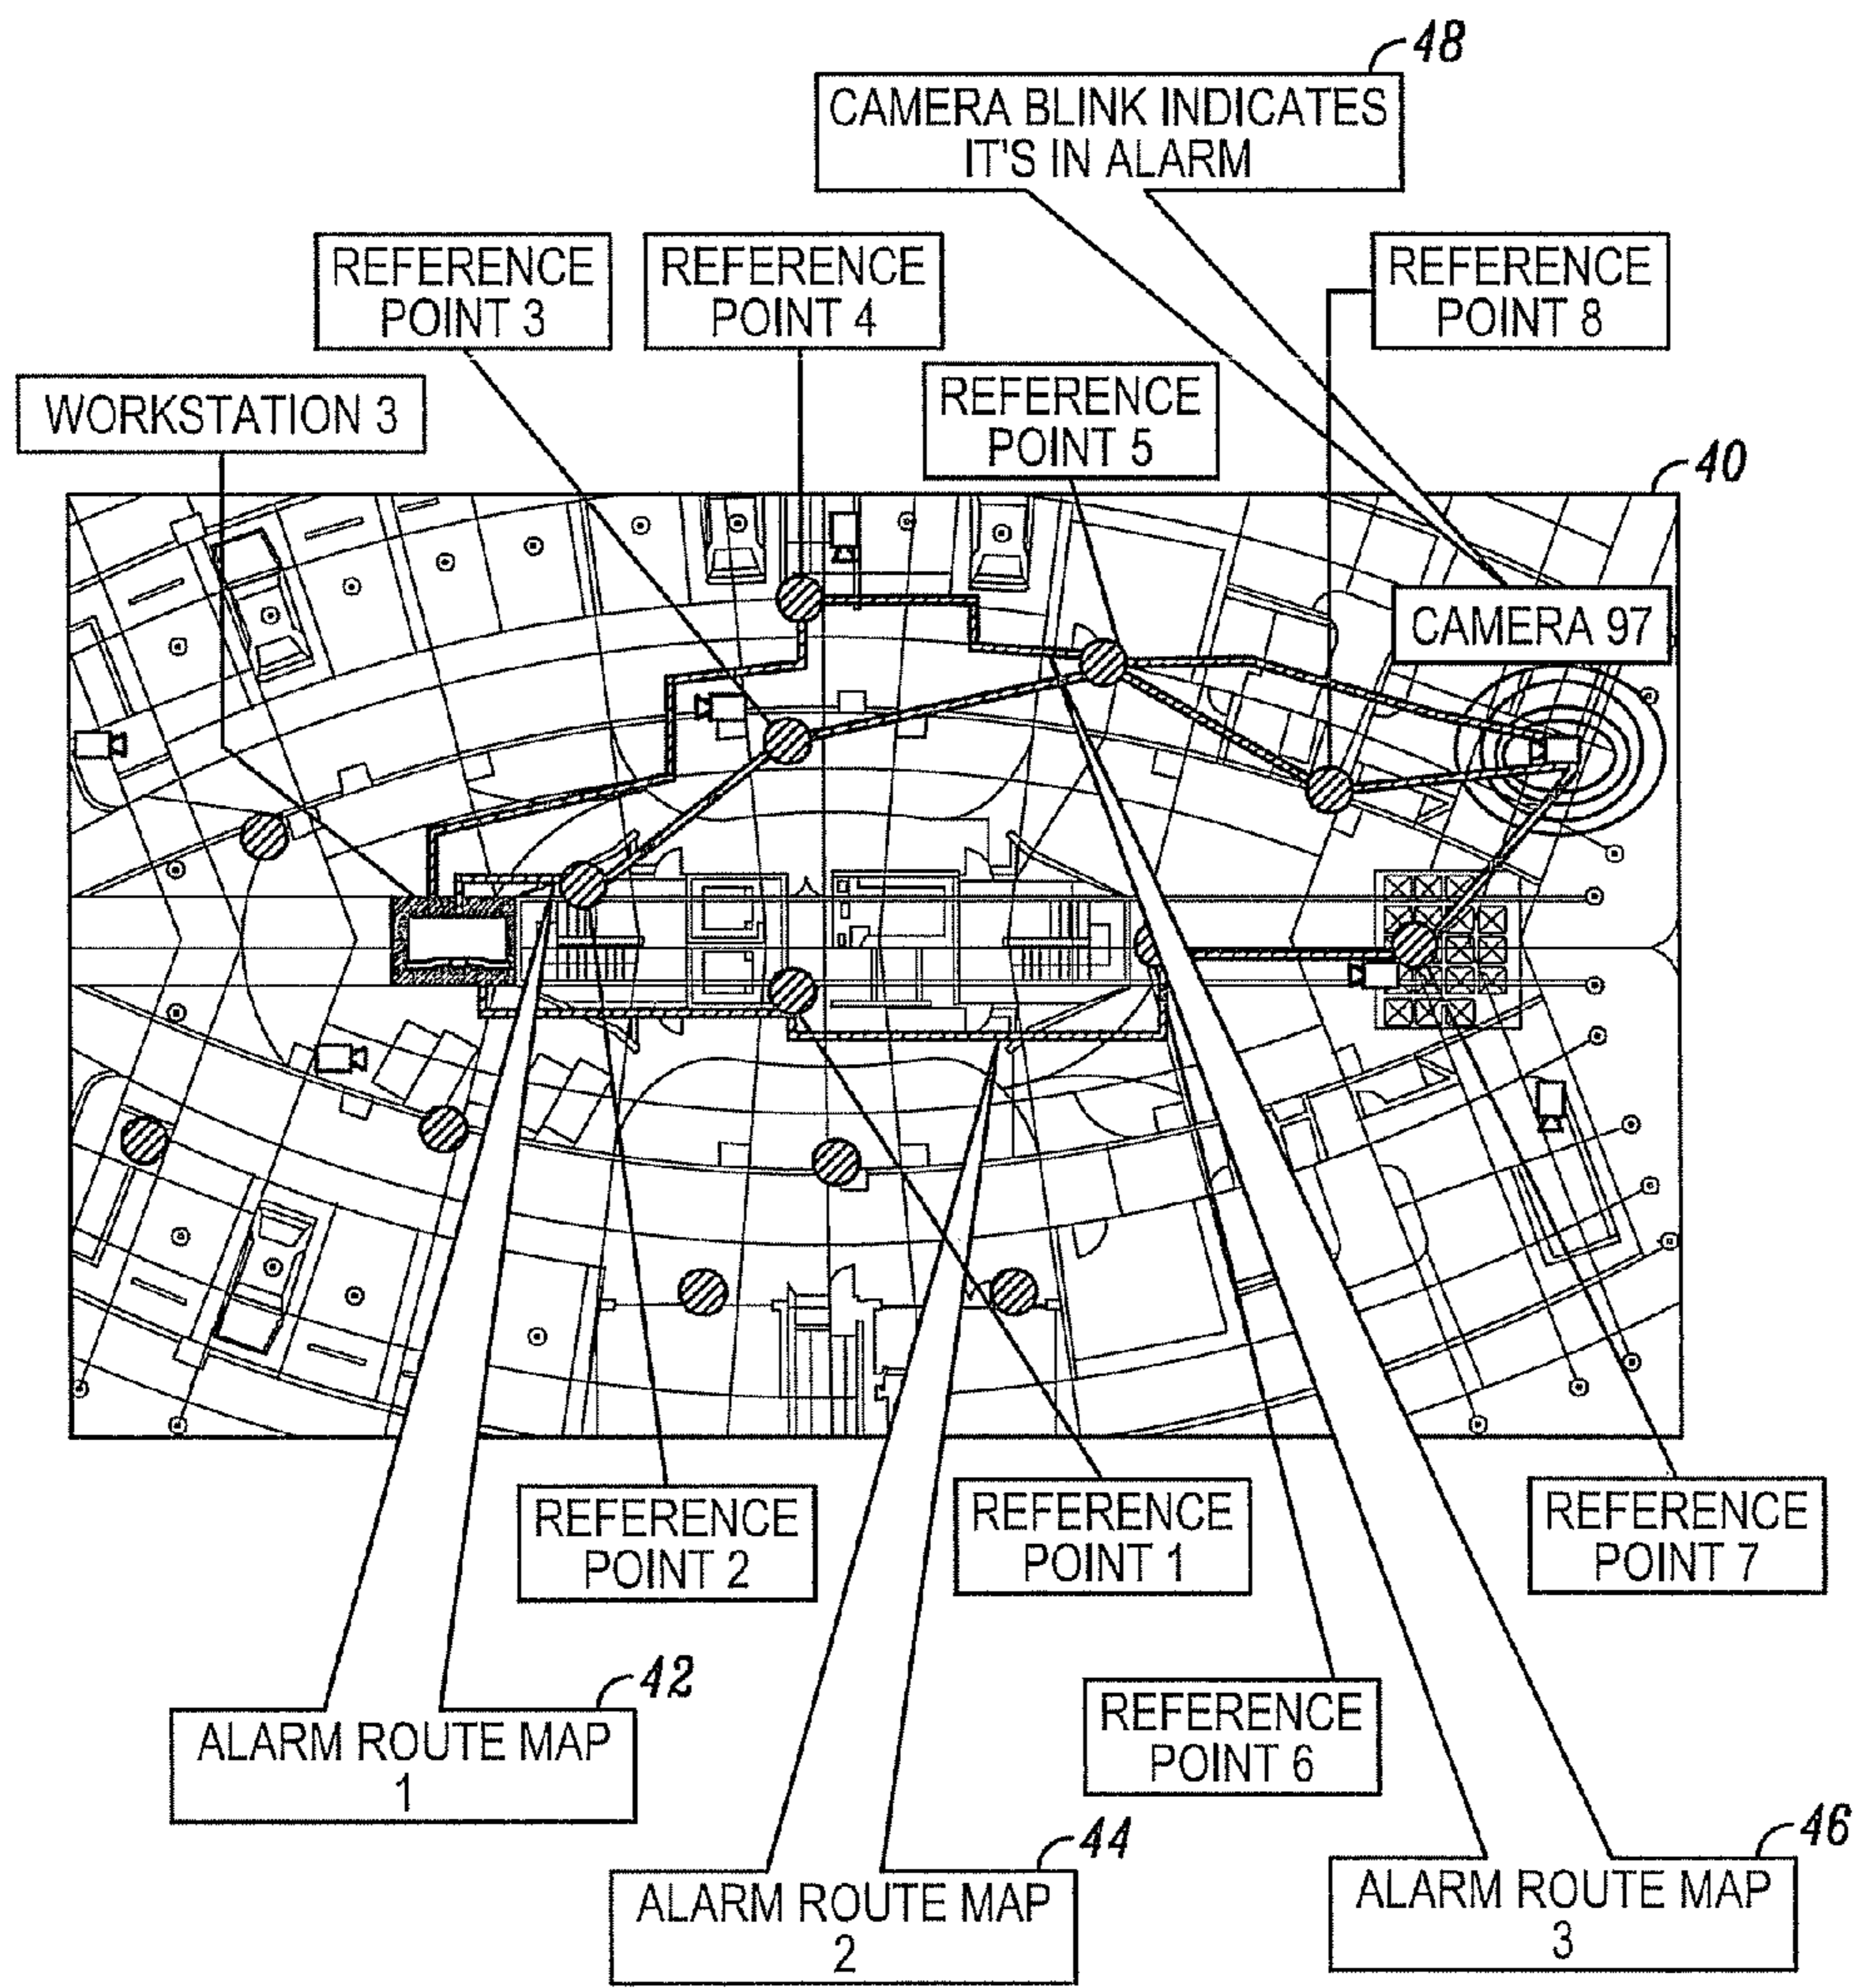 48
CAMERA BLINK INDICATES
IT'S IN ALARM
REFERENCE
POINT 3
REFERENCE
POINT 4
REFERENCE
POINT 8
REFERENCE
POINT 5
WORKSTATION 3
40
CAMERA 97
REFERENCE
POINT 2
REFERENCE
POINT 1
REFERENCE
POINT 7
42
ALARM ROUTE MAP
1
REFERENCE
POINT 6
44
ALARM ROUTE MAP
2
46
ALARM ROUTE MAP
3